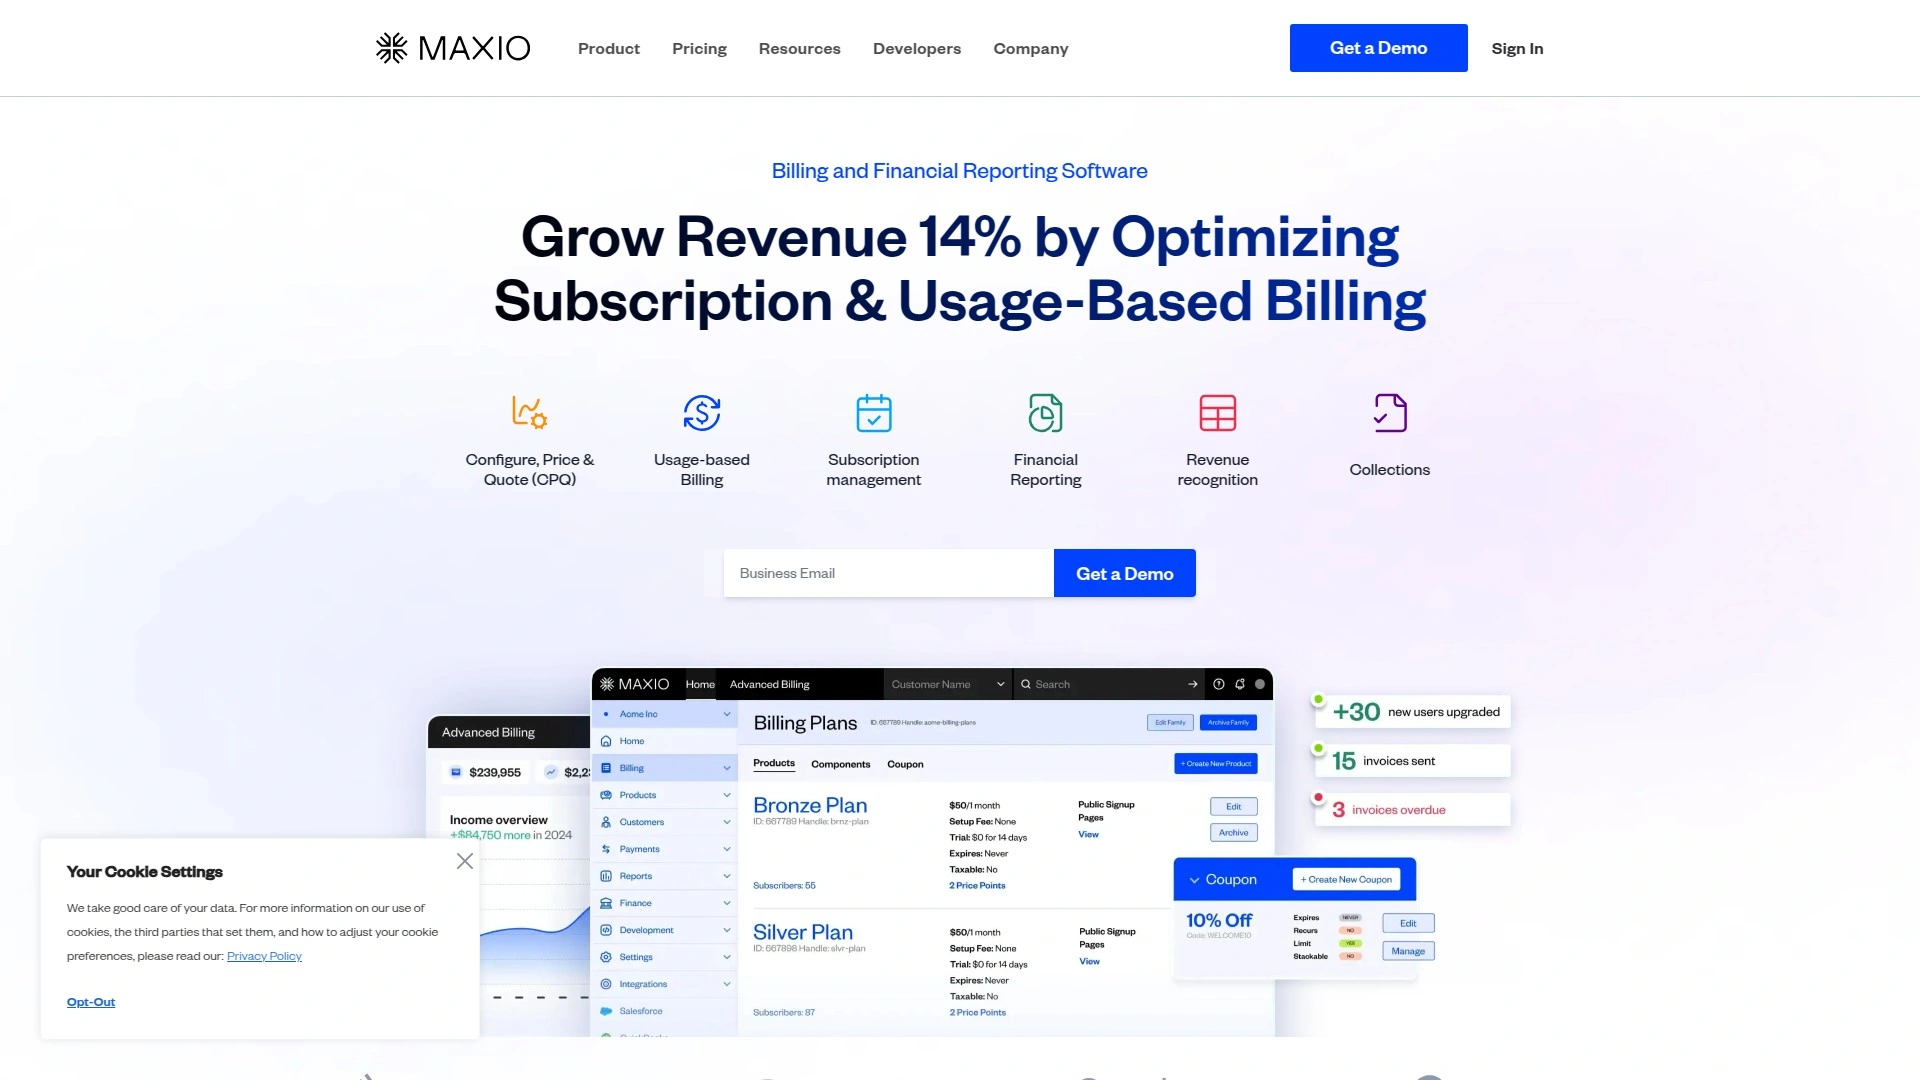 MAXIO
Product
Pricing
Resources
Developers
Company
Get a Demo
Sign In
Billing and Financial Reporting Software
Grow Revenue 14% by Optimizing
Subscription & Usage-Based Billing
Configure, Price &
Quote (CPQ)
Usage-based
Billing
Subscription
management
Financial
Reporting
Revenue
recognition
Collections
Business Email
Get a Demo
Advanced Billing
$239,955
$2,2
Income overview
+$84,750 more in 2024
MAXIO
Home
Advanced Billing
Customer Name
Search
Acme Inc
Home
Billing
Products
Customers
Payments
Reports
Finance
Development
Settings
Integrations
Salesforce
QuickBooks
Billing Plans
ID: 667789 Handle: acme-billing-plans
Edit Family
Archive Family
Products
Components
Coupon
+ Create New Product
Bronze Plan
ID: 667789 Handle: brnz-plan
Subscribers: 55
$50/1 month
Setup Fee: None
Trial: $0 for 14 days
Expires: Never
Taxable: No
2 Price Points
Public Signup
Pages
View
Edit
Archive
Silver Plan
ID: 667898 Handle: slvr-plan
Subscribers: 87
$50/1 month
Setup Fee: None
Trial: $0 for 14 days
Expires: Never
Taxable: No
2 Price Points
Public Signup
Pages
View
+30 new users upgraded
15 invoices sent
3 invoices overdue
Coupon
+ Create New Coupon
10% Off
Code: WELCOME10
Expires NEVER
Recurs NO
Limit YES
Stackable NO
Edit
Manage
Your Cookie Settings
We take good care of your data. For more information on our use of
cookies, the third parties that set them, and how to adjust your cookie
preferences, please read our: Privacy Policy
Opt-Out